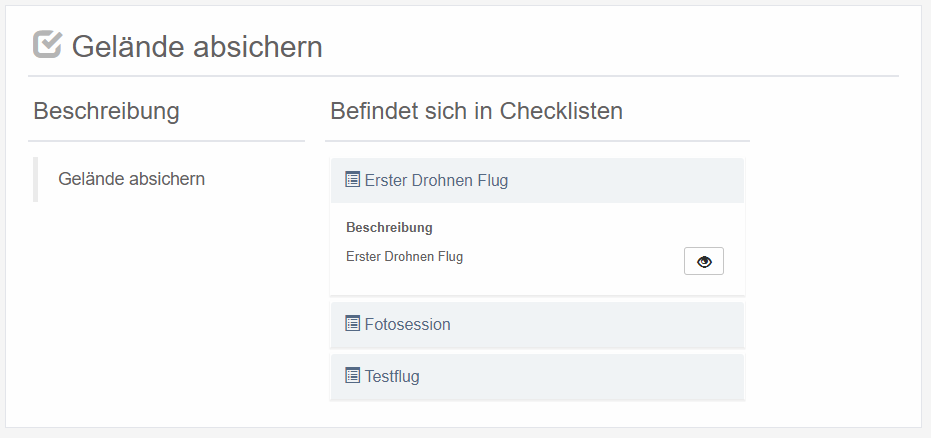 Gelände absichern
Beschreibung
Gelände absichern
Befindet sich in Checklisten
Erster Drohnen Flug
Beschreibung
Erster Drohnen Flug
Fotosession
Testflug